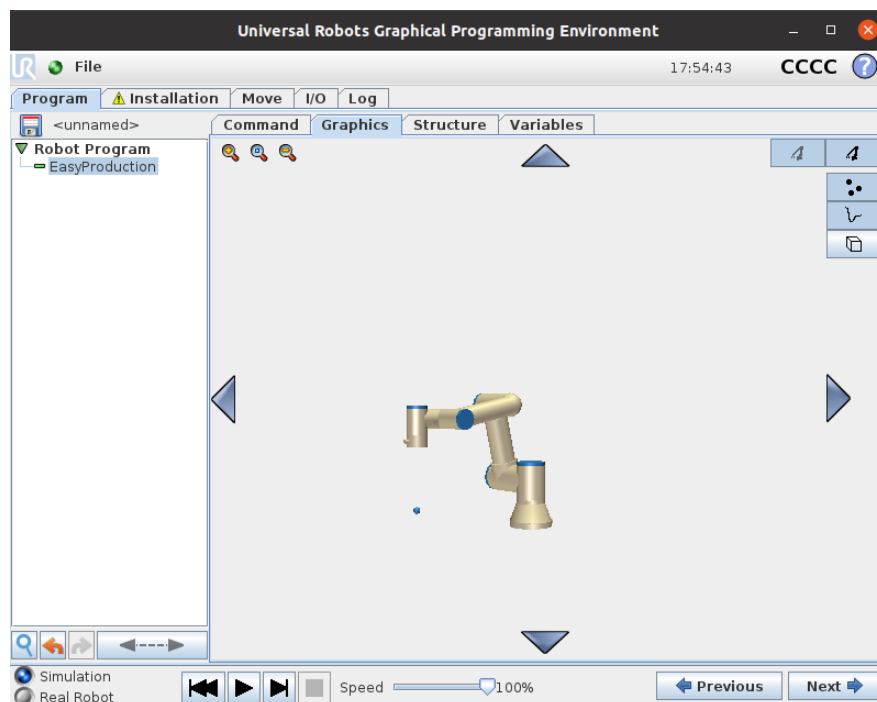 Universal Robots Graphical Programming Environment
UR File 17:54:43 CCCC ?
Program Installation Move I/O Log
<unnamed> Command Graphics Structure Variables
Robot Program
EasyProduction
Simulation
Real Robot
Speed 100% Previous Next